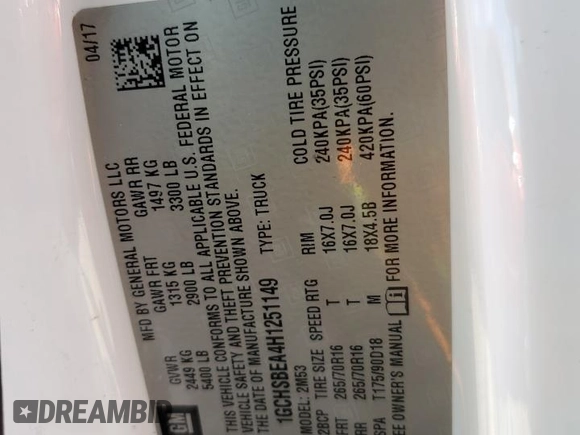 MFD BY GENERAL MOTORS LLC 04/17
GVWR GAWR FRT GAWR RR
2449 KG 1315 KG 1497 KG
5400 LB 2900 LB 3300 LB
THIS VEHICLE CONFORMS TO ALL APPLICABLE U.S. FEDERAL MOTOR
VEHICLE SAFETY AND THEFT PREVENTION STANDARDS IN EFFECT ON
THE DATE OF MANUFACTURE SHOWN ABOVE.
1GCHSBEA4H1251149 TYPE: TRUCK
MODEL: 2M53
2BCP TIRE SIZE SPEED RTG RIM COLD TIRE PRESSURE
FRT 265/70R16 T 16X7.0J 240KPA(35PSI)
RR 265/70R16 T 16X7.0J 240KPA(35PSI)
SPA T175/90D18 M 18X4.5B 420KPA(60PSI)
EE OWNER'S MANUAL FOR MORE INFORMATION.
GM
DREAMBID